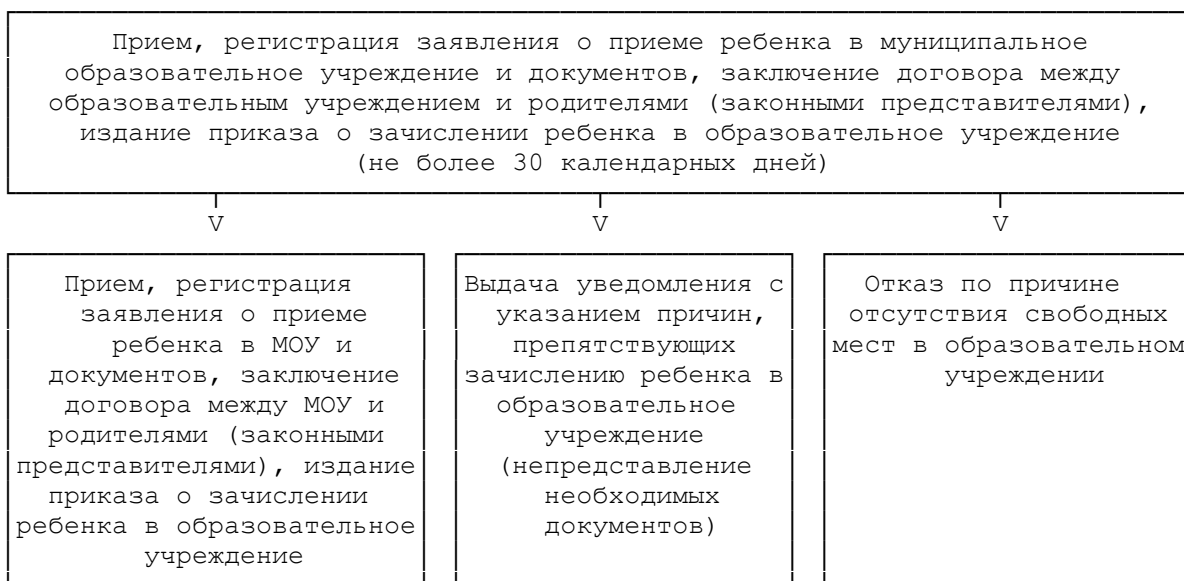 Прием, регистрация заявления о приеме ребенка в муниципальное
образовательное учреждение и документов, заключение договора между
образовательным учреждением и родителями (законными представителями),
издание приказа о зачислении ребенка в образовательное учреждение
(не более 30 календарных дней)
V V V
Прием, регистрация
заявления о приеме
ребенка в МОУ и
документов, заключение
договора между МОУ и
родителями (законными
представителями), издание
приказа о зачислении
ребенка в образовательное
учреждение
Выдача уведомления с
указанием причин,
препятствующих
зачислению ребенка в
образовательное
учреждение
(непредставление
необходимых
документов)
Отказ по причине
отсутствия свободных
мест в образовательном
учреждении